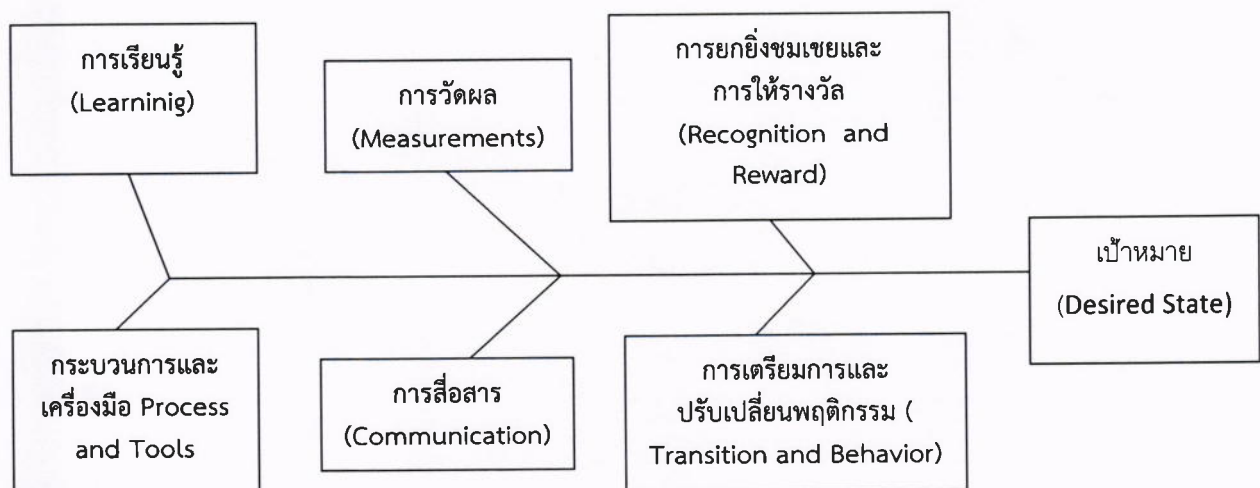 การเรียนรู้
(Learninig)
การวัดผล
(Measurements)
การยกยิ่งชมเชยและ
การให้รางวัล
(Recognition and
Reward)
เป้าหมาย
(Desired State)
กระบวนการและ
เครื่องมือ Process
and Tools
การสื่อสาร
(Communication)
การเตรียมการและ
ปรับเปลี่ยนพฤติกรรม (
Transition and Behavior)